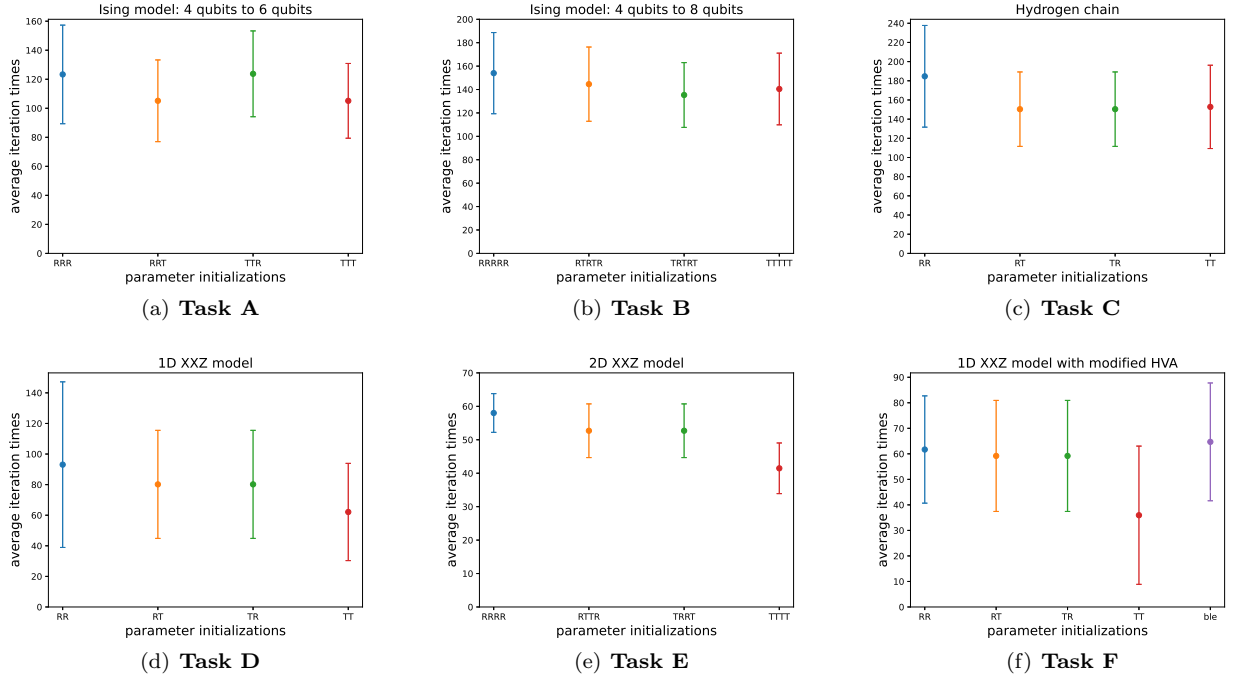 Ising model: 4 qubits to 6 qubits
160
140
120
100
80
60
40
20
0
average iteration times
RRR RRT TTR TTT
parameter initializations
(a) Task A
Ising model: 4 qubits to 8 qubits
200
180
160
140
120
100
80
60
40
20
0
average iteration times
RRRRR RTRTR TRTRT TTTTT
parameter initializations
(b) Task B
Hydrogen chain
240
220
200
180
160
140
120
100
80
60
40
20
0
average iteration times
RR RT TR TT
parameter initializations
(c) Task C
1D XXZ model
140
120
100
80
60
40
20
0
average iteration times
RR RT TR TT
parameter initializations
(d) Task D
2D XXZ model
70
60
50
40
30
20
10
0
average iteration times
RRRR RTTR TRRT TTTT
parameter initializations
(e) Task E
1D XXZ model with modified HVA
90
80
70
60
50
40
30
20
10
0
average iteration times
RR RT TR TT ble
parameter initializations
(f) Task F